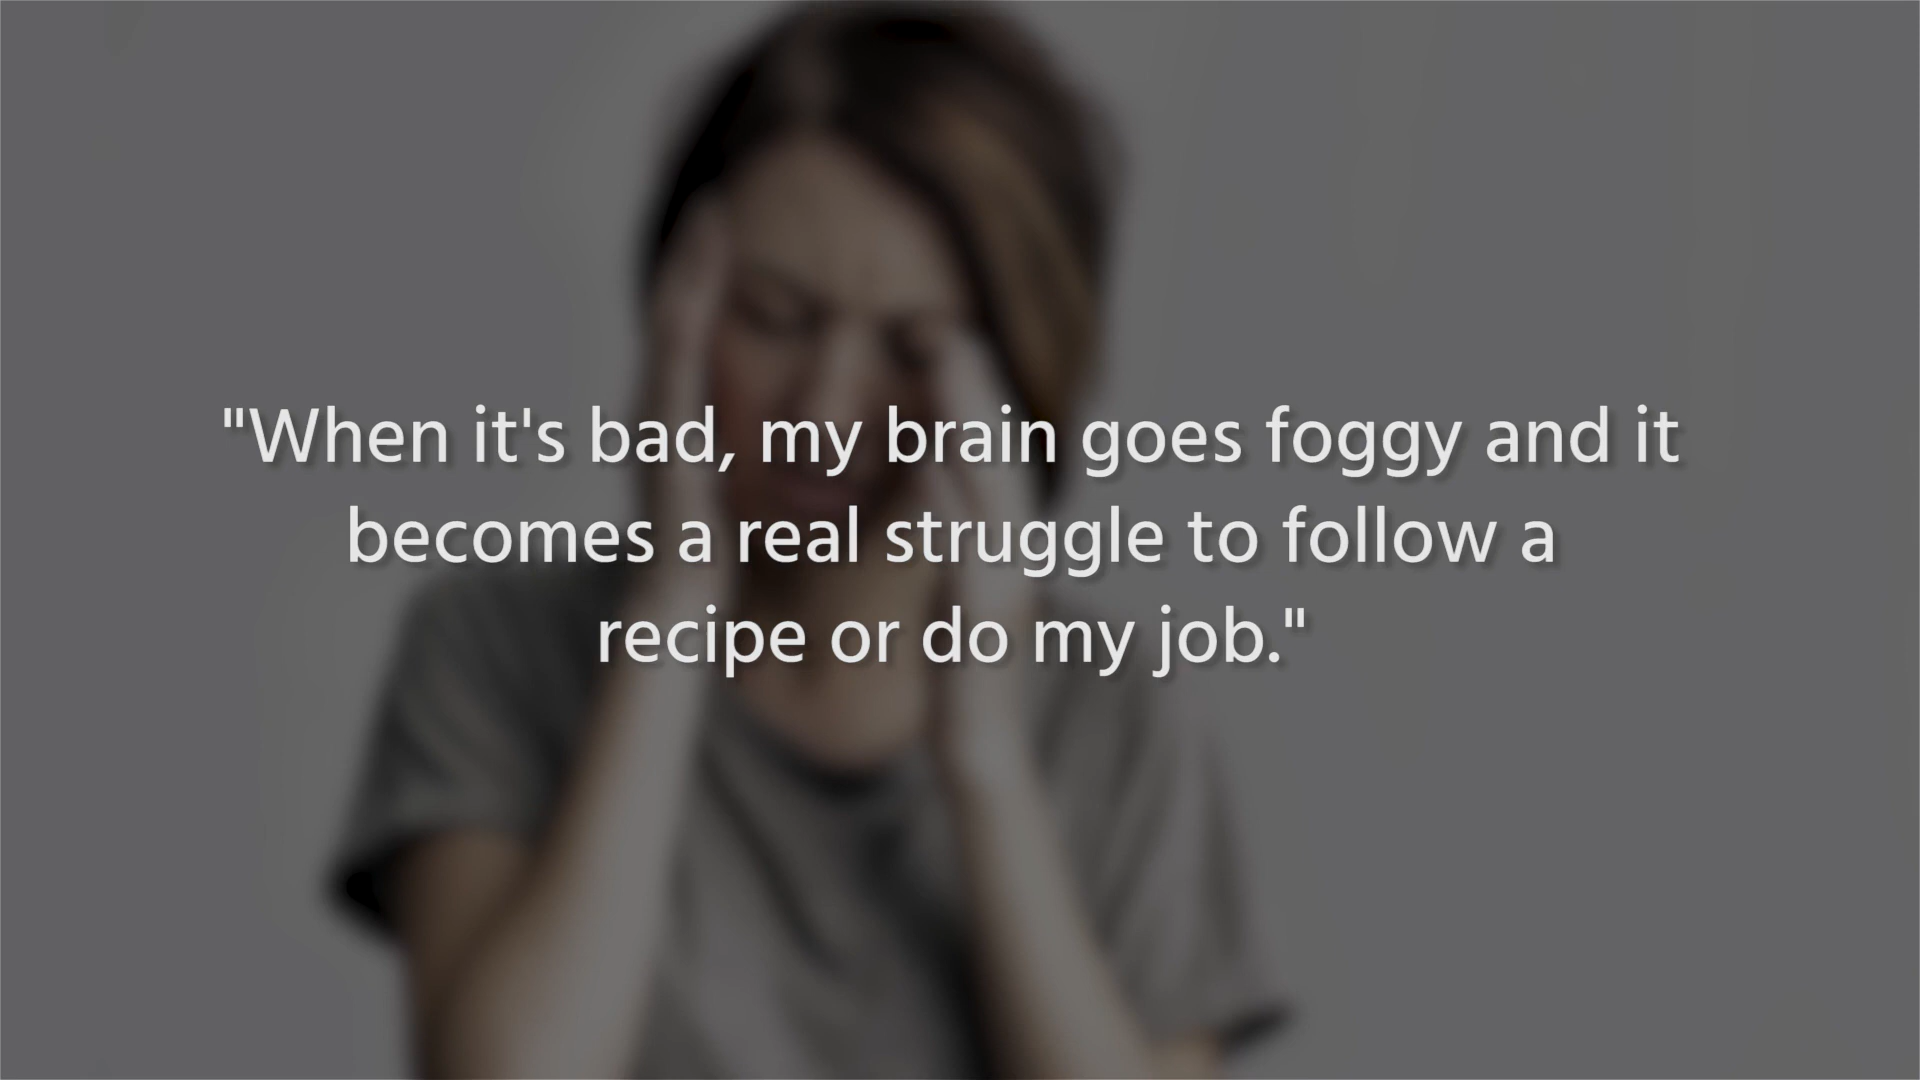 "When it's bad, my brain goes foggy and it
becomes a real struggle to follow a
recipe or do my job."